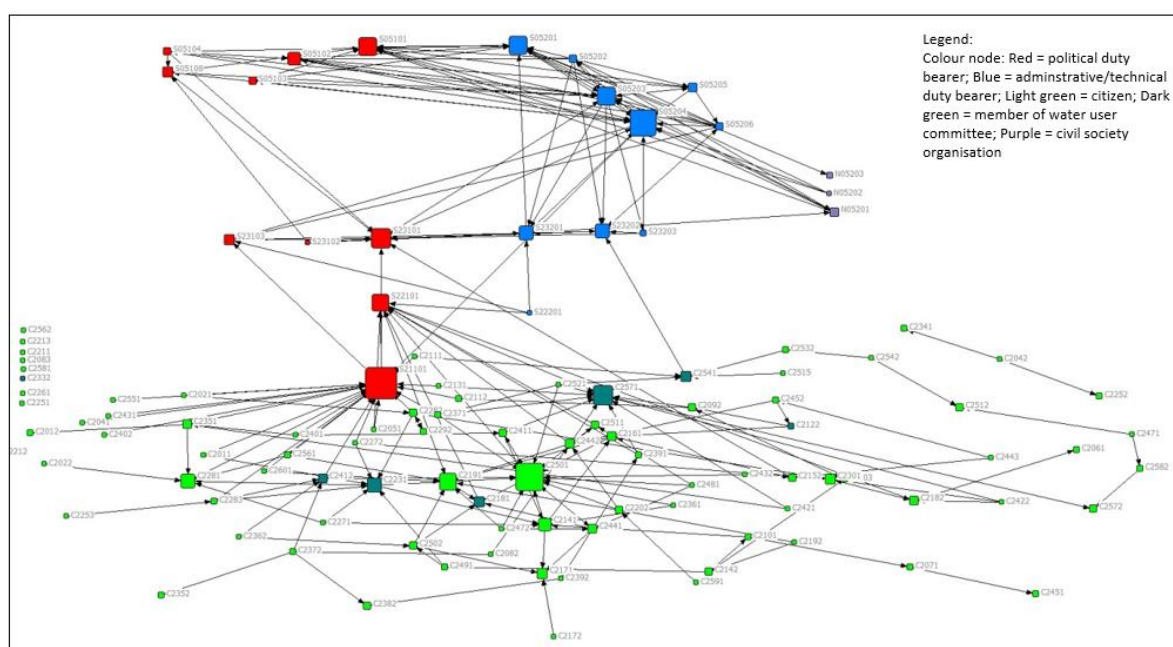 Legend:
Colour node: Red = political duty
bearer; Blue = adminstrative/technical
duty bearer; Light green = citizen; Dark
green = member of water user
committee; Purple = civil society
organisation
S05104
S05101
S05201
S05102
S05202
S05106
S05103
S05203
S05205
S05204
S05206
N05203
N05202
N05201
S23103
S23102
S23101
S23201
S23202
S23203
S22101
S22201
C2562
C2213
C2211
C2083
C2581
C2332
C2261
C2251
C2341
C2042
C2252
C2111
C2532
C2542
C2541
C2515
S21101
C2131
C2521
C2571
C2112
C2452
C2551
C2021
C2092
C2512
C2431
C2371
C2041
C2351
C2051
C2511
C2122
C2012
C2402
C2401
C2292
C2411
C2161
C2471
C2272
C2442
C2212
C2011
C2561
C2391
C2061
C2443
C2022
C2601
C2501
C2582
C2281
C2412
C2231
C2191
C2432
C2152
C2301
C2481
C2181
C2182
C2422
C2282
C2253
C2361
C2202
C2421
C2572
C2271
C2141
C2472
C2441
C2362
C2101
C2192
C2502
C2372
C2082
C2491
C2171
C2142
C2071
C2392
C2591
C2352
C2451
C2382
C2172